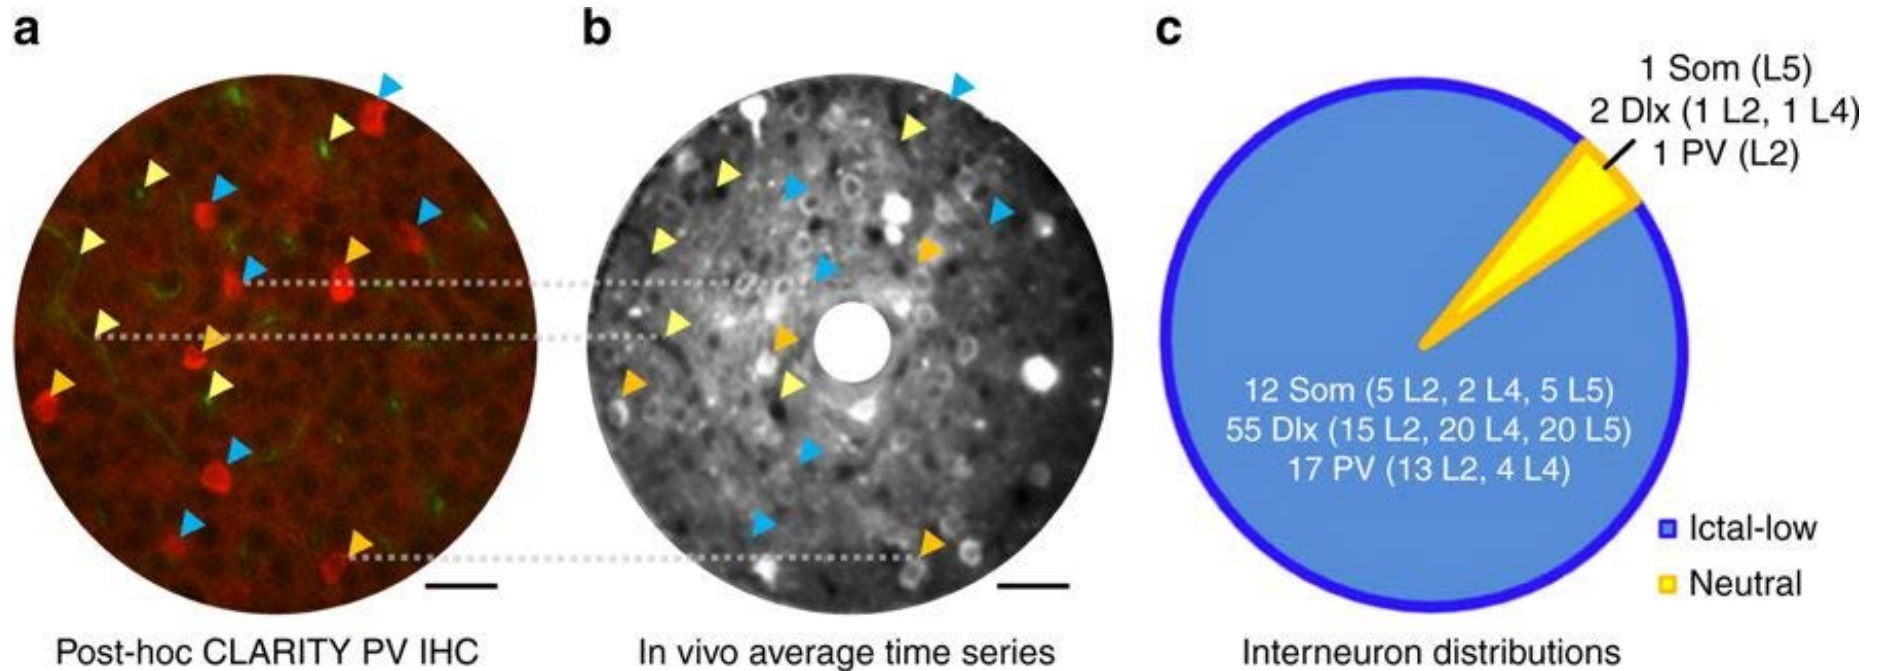 a
b
c
1 Som (L5)
2 Dlx (1 L2, 1 L4)
1 PV (L2)
12 Som (5 L2, 2 L4, 5 L5)
55 Dlx (15 L2, 20 L4, 20 L5)
17 PV (13 L2, 4 L4)
Ictal-low
Neutral
Post-hoc CLARITY PV IHC
In vivo average time series
Interneuron distributions